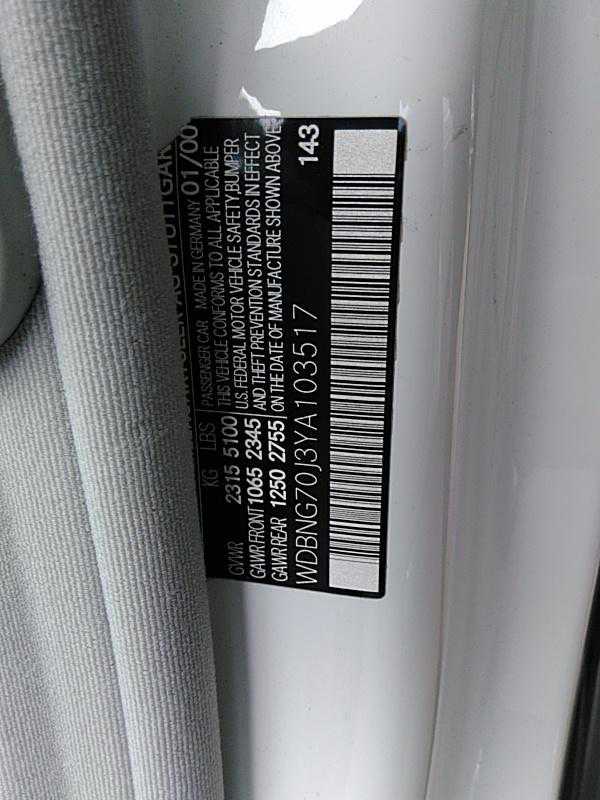 AG STUTTGAR
PASSENGER CAR MADE IN GERMANY 01/00
KG LBS THIS VEHICLE CONFORMS TO ALL APPLICABLE
GVWR 2315 5100 U.S. FEDERAL MOTOR VEHICLE SAFETY,BUMPER
GAWR FRONT 1065 2345 AND THEFT PREVENTION STANDARDS IN EFFECT
GAWR REAR 1250 2755 ON THE DATE OF MANUFACTURE SHOWN ABOVE
WDBNG70J3YA103517 143